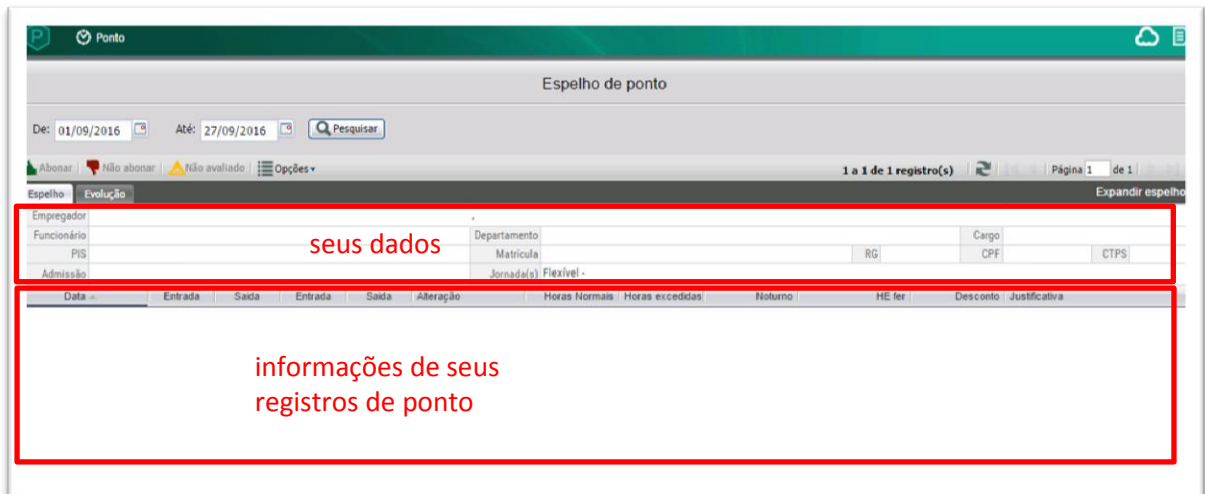 P Ponto
Espelho de ponto
De: 01/09/2016 Até: 27/09/2016 Pesquisar
Abonar Não abonar Não avaliado Opções 1 a 1 de 1 registro(s) Página 1 de 1
Espelho Evolução Expandir espelho
Empregador
Funcionário seus dados Departamento Cargo
PIS Matrícula RG CPF CTPS
Admissão Jornada(s) Flexível -
Data Entrada Saída Entrada Saída Alteração Horas Normais Horas excedidas Noturno HE fer Desconto Justificativa
informações de seus
registros de ponto